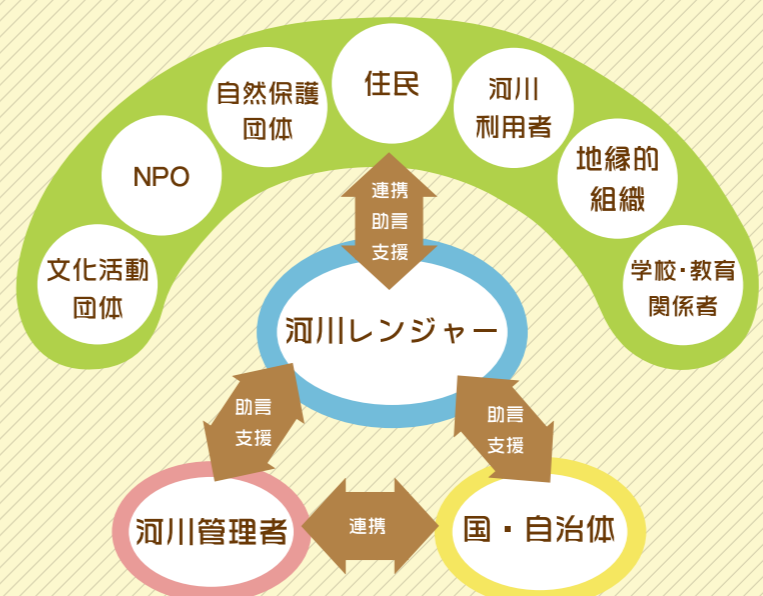 住民
自然保護
団体
河川
利用者
NPO
地縁的
組織
文化活動
団体
学校・教育
関係者
連携
助言
支援
河川レンジャー
助言
支援
助言
支援
河川管理者
連携
国・自治体